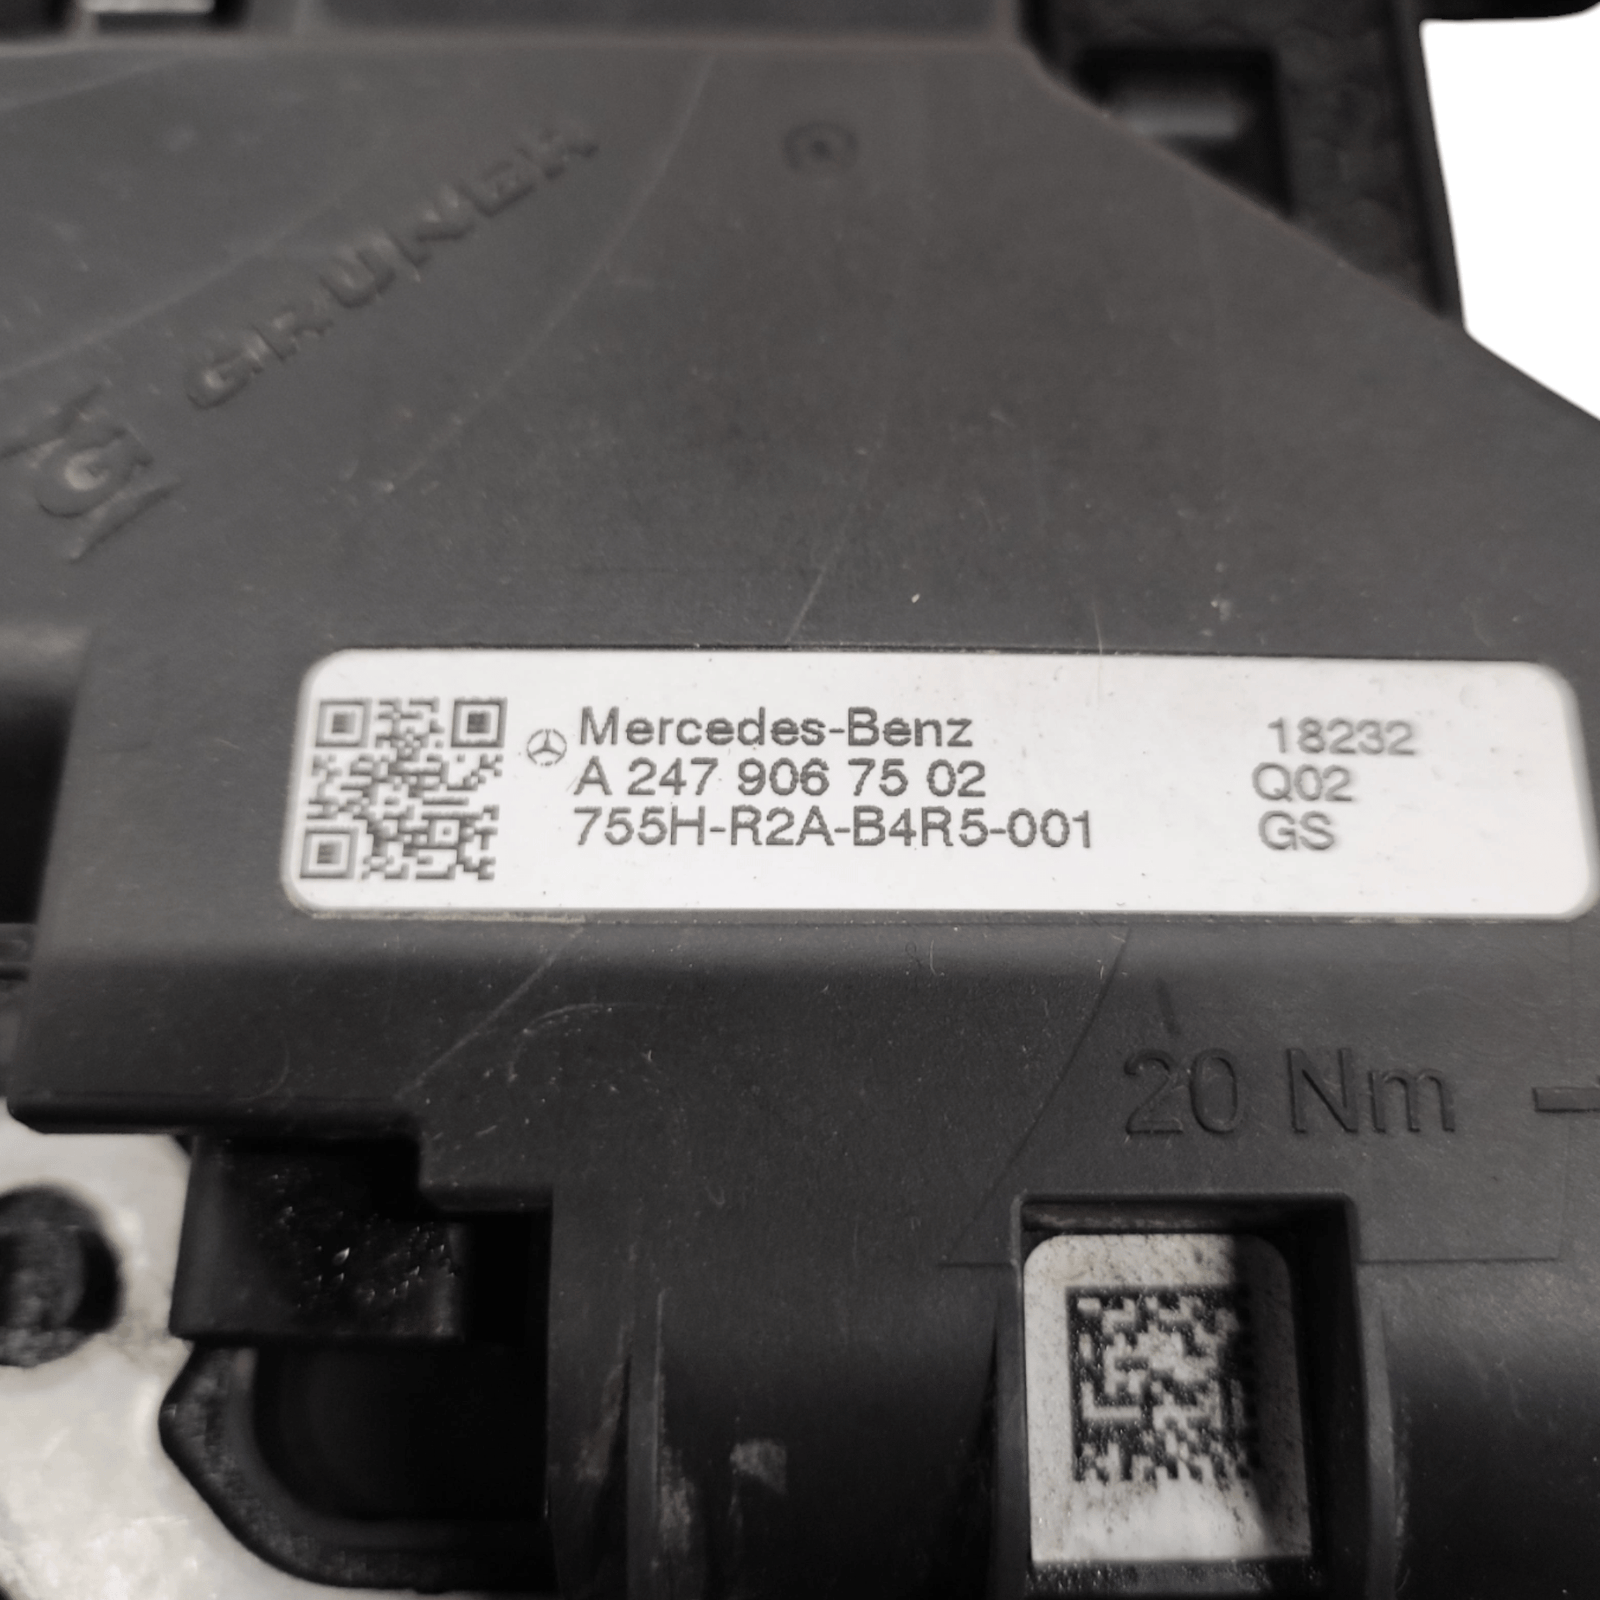 GRUNER
G
Mercedes-Benz 18232
A 247 906 75 02 Q02
755H-R2A-B4R5-001 GS
20 Nm